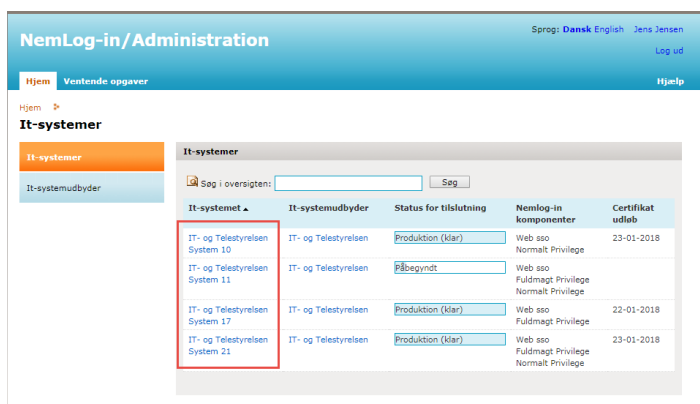 NemLog-in/Administration
Sprog: Dansk English Jens Jensen
Log ud
Hjem Ventende opgaver Hjælp
Hjem
It-systemer
It-systemer
It-systemudbyder
It-systemer
Søg i oversigten: Søg
It-systemet It-systemudbyder Status for tilslutning Nemlog-in komponenter Certifikat udløb
IT- og Telestyrelsen System 10 IT- og Telestyrelsen Produktion (klar) Web sso 23-01-2018
Normalt Privilege
IT- og Telestyrelsen System 11 IT- og Telestyrelsen Påbegyndt Web sso
Fuldmagt Privilege
Normalt Privilege
IT- og Telestyrelsen System 17 IT- og Telestyrelsen Produktion (klar) Web sso 22-01-2018
Normalt Privilege
IT- og Telestyrelsen System 21 IT- og Telestyrelsen Produktion (klar) Web sso 23-01-2018
Fuldmagt Privilege
Normalt Privilege